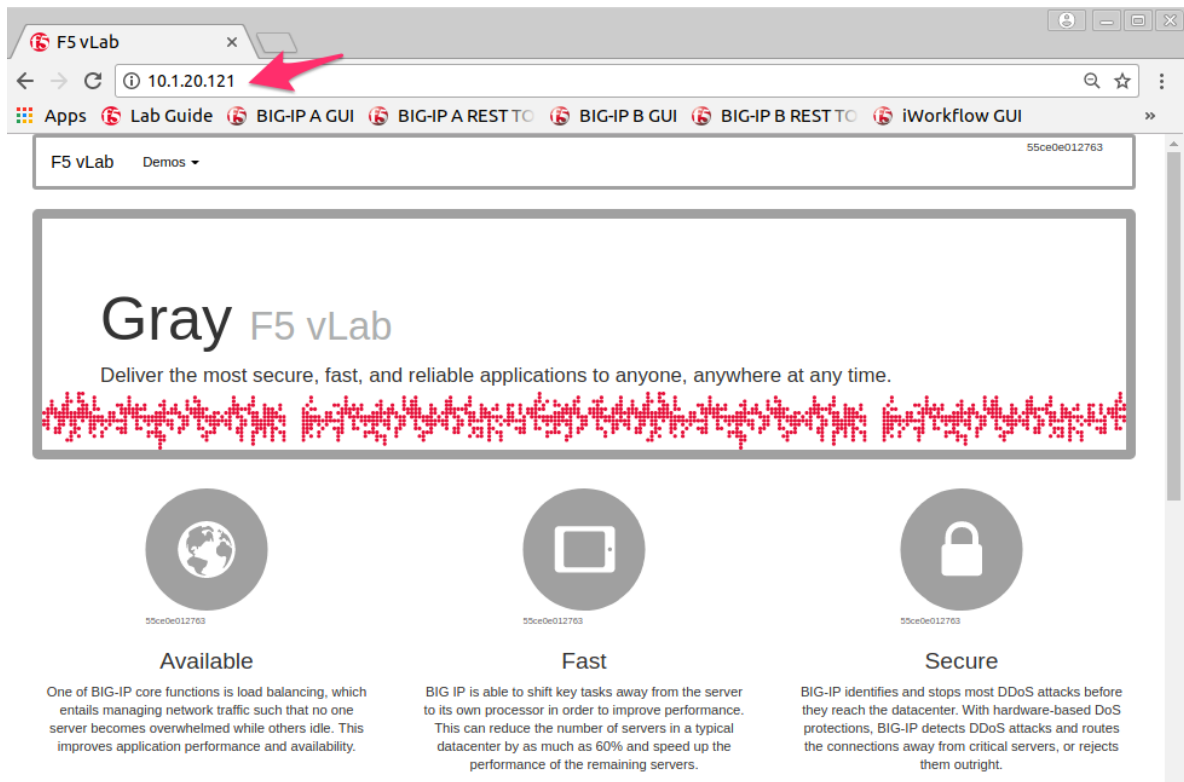 F5 vLab
10.1.20.121
Apps Lab Guide BIG-IP A GUI BIG-IP A REST TO BIG-IP B GUI BIG-IP B REST TO iWorkflow GUI »
F5 vLab Demos
55ce0e012763
Gray F5 vLab
Deliver the most secure, fast, and reliable applications to anyone, anywhere at any time.
55ce0e012763
Available
One of BIG-IP core functions is load balancing, which
entails managing network traffic such that no one
server becomes overwhelmed while others idle. This
improves application performance and availability.
55ce0e012763
Fast
BIG IP is able to shift key tasks away from the server
to its own processor in order to improve performance.
This can reduce the number of servers in a typical
datacenter by as much as 60% and speed up the
performance of the remaining servers.
55ce0e012763
Secure
BIG-IP identifies and stops most DDoS attacks before
they reach the datacenter. With hardware-based DoS
protections, BIG-IP detects DDoS attacks and routes
the connections away from critical servers, or rejects
them outright.